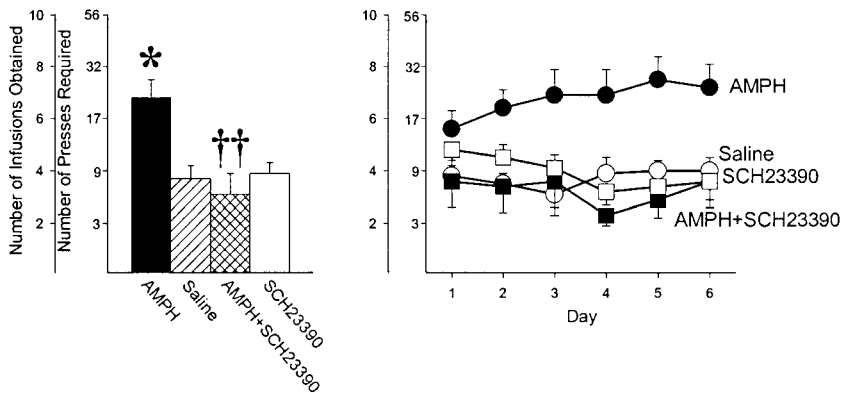 Number of Infusions Obtained
Number of Presses Required
10
8
6
4
2
56
32
17
9
3
*
††
AMPH
Saline
AMPH+SCH23390
SCH23390
10
8
6
4
2
56
32
17
9
3
AMPH
Saline
SCH23390
AMPH+SCH23390
1 2 3 4 5 6
Day